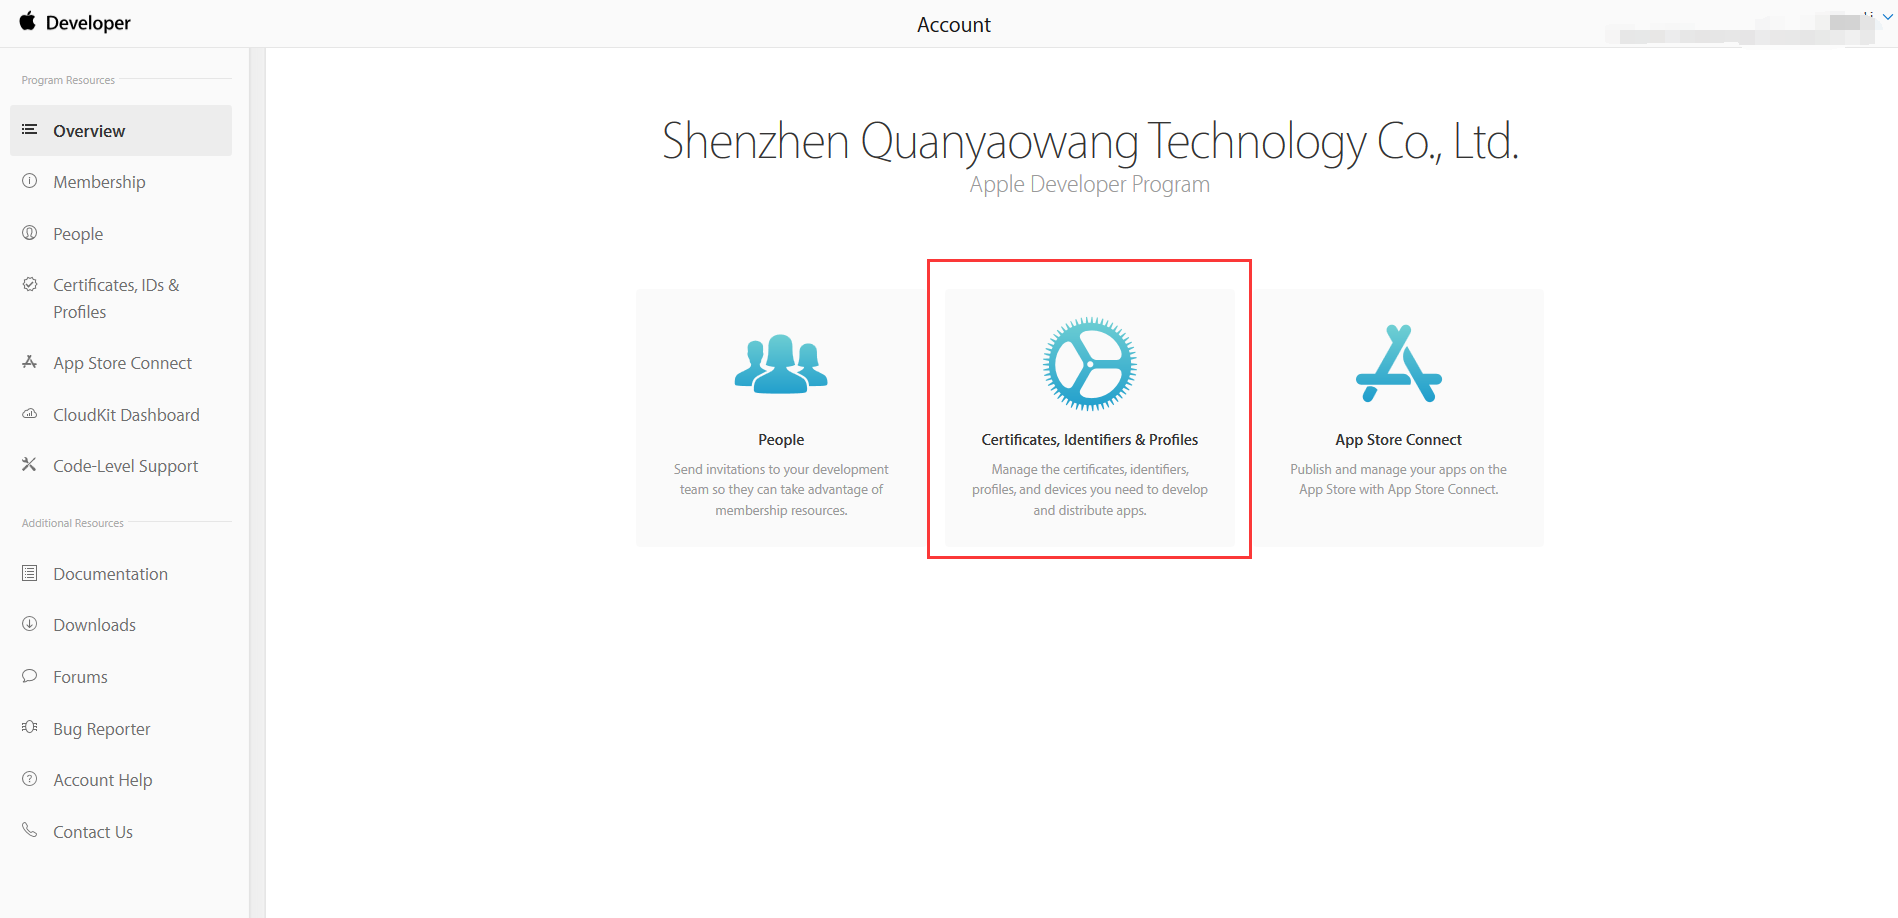 Developer
Account
Program Resources
Overview
Membership
People
Certificates, IDs &
Profiles
App Store Connect
CloudKit Dashboard
Code-Level Support
Additional Resources
Documentation
Downloads
Forums
Bug Reporter
Account Help
Contact Us
Shenzhen Quanyaowang Technology Co., Ltd.
Apple Developer Program
People
Send invitations to your development
team so they can take advantage of
membership resources.
Certificates, Identifiers & Profiles
Manage the certificates, identifiers,
profiles, and devices you need to develop
and distribute apps.
App Store Connect
Publish and manage your apps on the
App Store with App Store Connect.